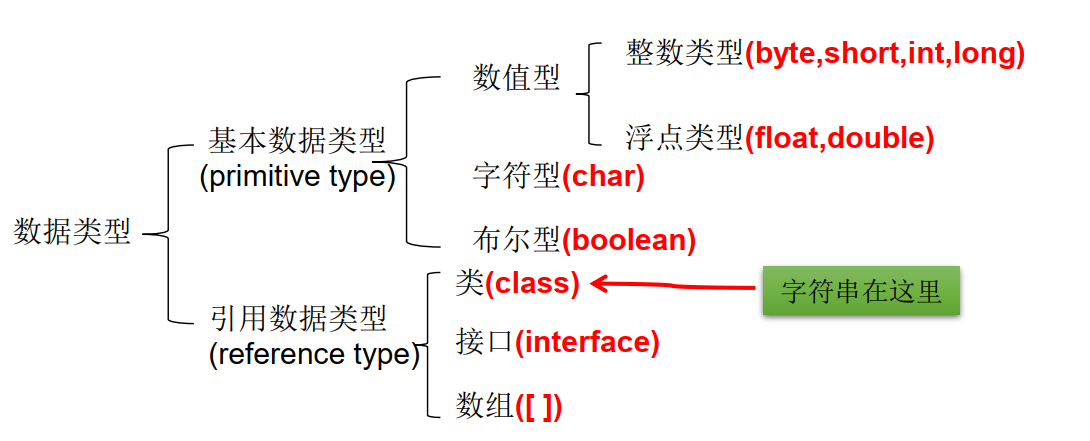 数据类型
基本数据类型
(primitive type)
数值型
整数类型(byte,short,int,long)
浮点类型(float,double)
字符型(char)
布尔型(boolean)
引用数据类型
(reference type)
类(class)
字符串在这里
接口(interface)
数组([ ])